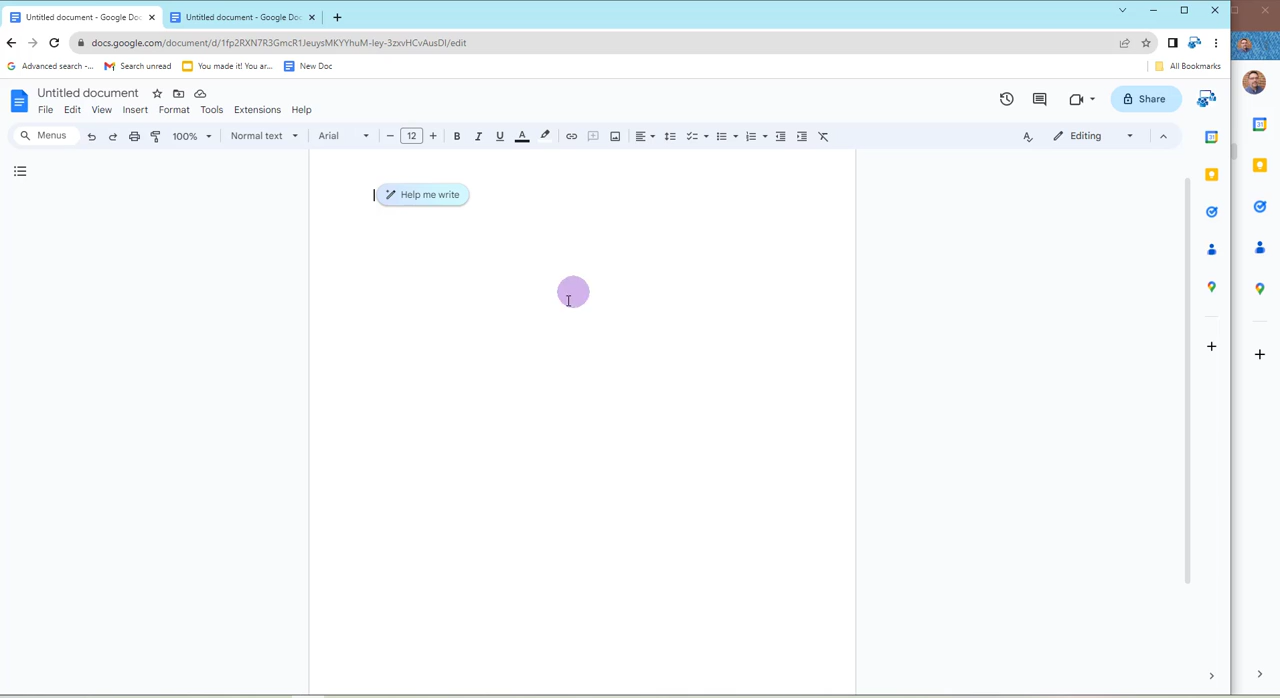 Untitled document - Google Doc
Untitled document - Google Doc
docs.google.com/document/d/1fp2RXN7R3GmcR1JeuysMKYYhuM-ley-3zxvHCvAusDI/edit
Advanced search -... Search unread You made it! You ar... New Doc All Bookmarks
Untitled document
File Edit View Insert Format Tools Extensions Help
Share
Menus 100% Normal text Arial 12 Editing
Help me write